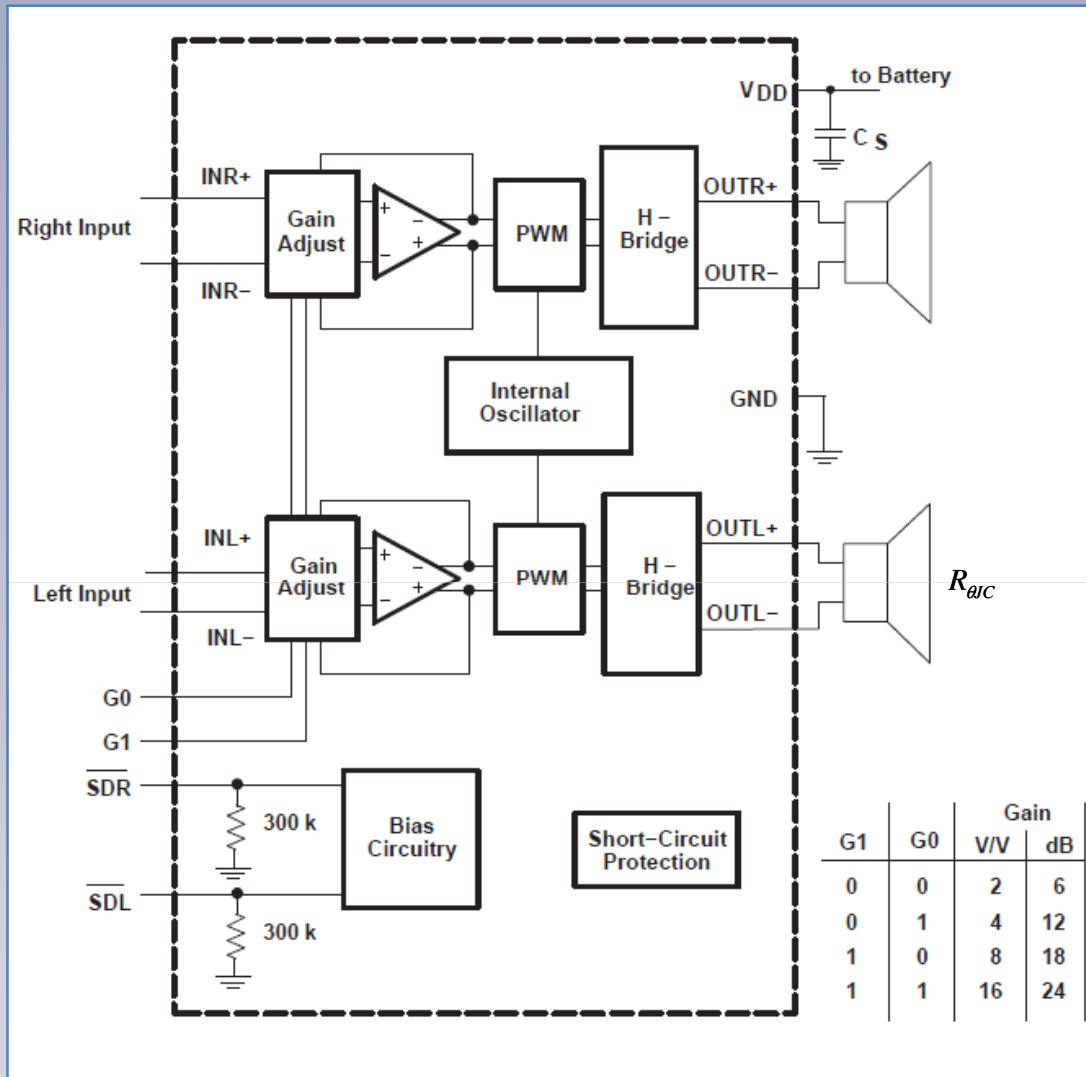 to Battery
VDD
CS
INR+
Right Input
INR−
Gain
Adjust
+
−
−
+
PWM
H −
Bridge
OUTR+
OUTR−
Internal
Oscillator
GND
INL+
Left Input
INL−
Gain
Adjust
+
−
−
+
PWM
H −
Bridge
OUTL+
OUTL−
RθJC
G0
G1
SDR
300 k
SDL
300 k
Bias
Circuitry
Short−Circuit
Protection
Gain
G1 G0 V/V dB
0 0 2 6
0 1 4 12
1 0 8 18
1 1 16 24